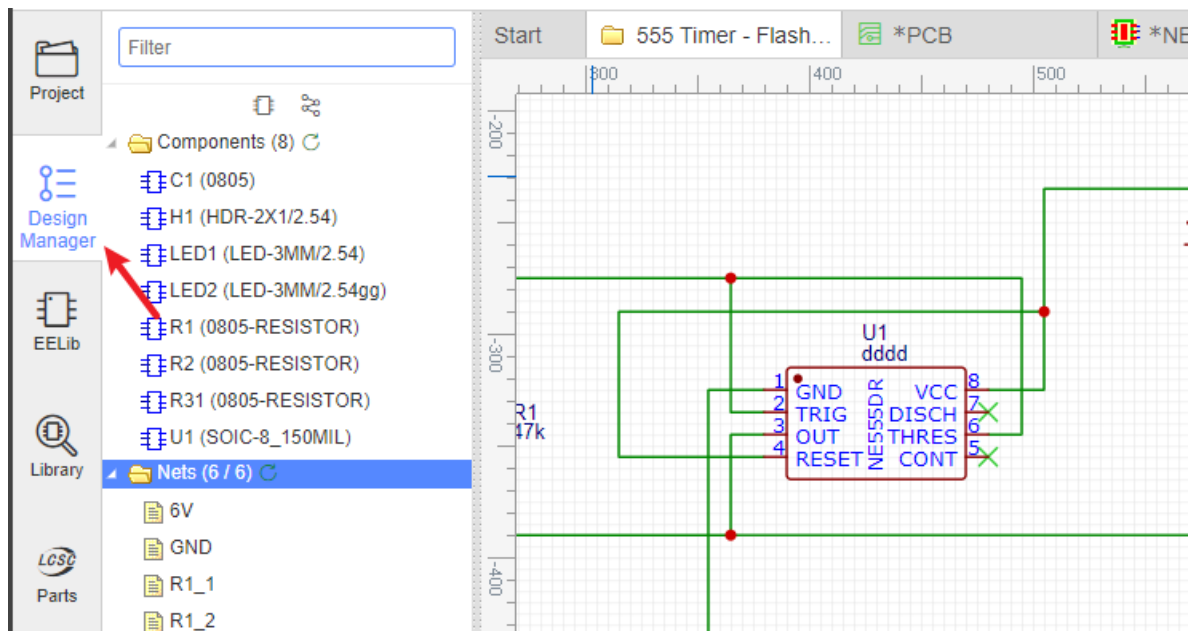 Project
Design
Manager
EELib
Library
LCSC
Parts
Filter
Components (8)
C1 (0805)
H1 (HDR-2X1/2.54)
LED1 (LED-3MM/2.54)
LED2 (LED-3MM/2.54gg)
R1 (0805-RESISTOR)
R2 (0805-RESISTOR)
R31 (0805-RESISTOR)
U1 (SOIC-8_150MIL)
Nets (6 / 6)
6V
GND
R1_1
R1_2
Start
555 Timer - Flash...
*PCB
*NE
300
400
500
-200
-300
-400
R1
47k
U1
dddd
1 GND
2 TRIG
3 OUT
4 RESET
NE555DR
VCC 8
DISCH 7
THRES 6
CONT 5